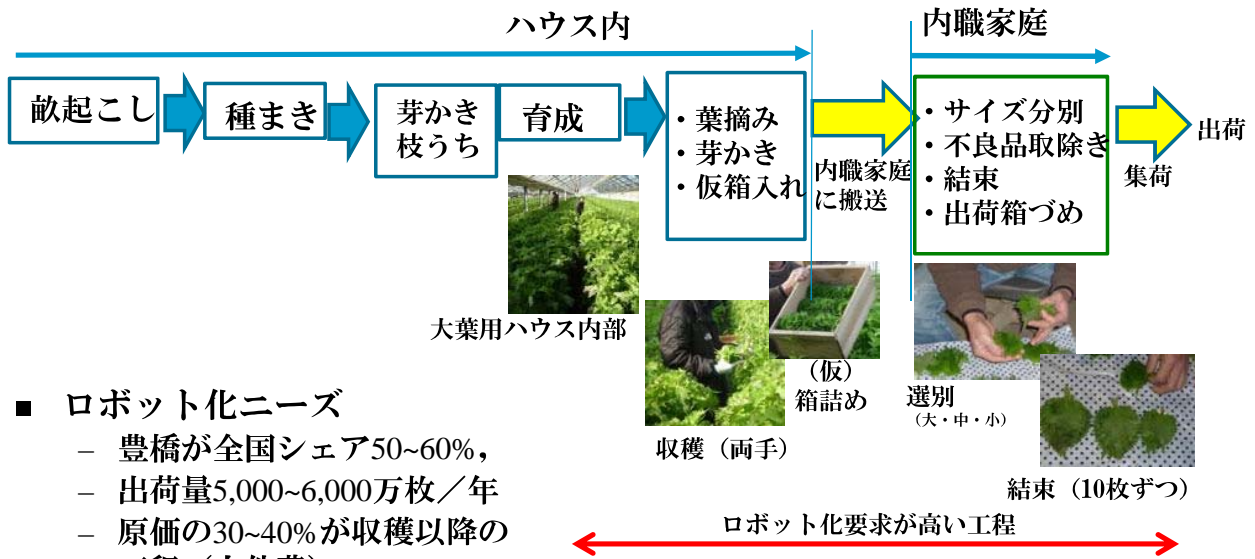 ハウス内
内職家庭
畝起こし
種まき
芽かき
枝うち
育成
・葉摘み
・芽かき
・仮箱入れ
内職家庭
に搬送
・サイズ分別
・不良品取除き
・結束
・出荷箱づめ
集荷
出荷
大葉用ハウス内部
収穫（両手）
（仮）
箱詰め
選別
（大・中・小）
結束（10枚ずつ）
ロボット化要求が高い工程
■ ロボット化ニーズ
– 豊橋が全国シェア50~60%，
– 出荷量5,000~6,000万枚／年
– 原価の30~40%が収穫以降の